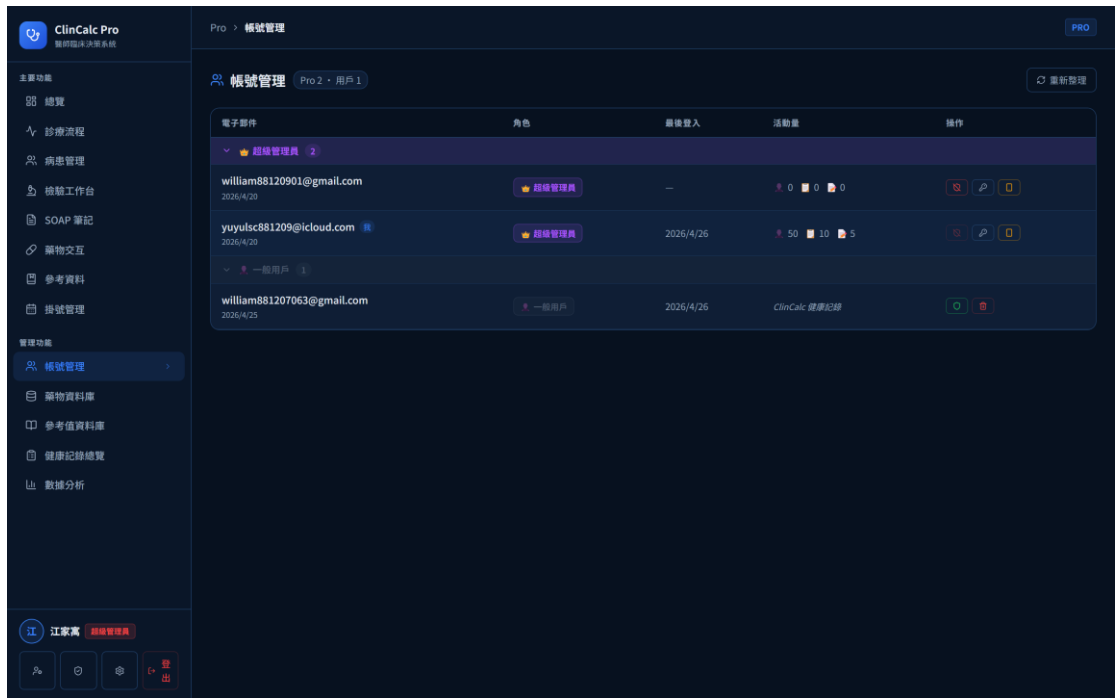 ClinCalc Pro
醫師臨床決策系統
主要功能
總覽
診療流程
病患管理
檢驗工作台
SOAP 筆記
藥物交互
參考資料
掛號管理
管理功能
帳號管理
藥物資料庫
參考值資料庫
健康記錄總覽
數據分析
江 江家寓 超級管理員
登出
Pro > 帳號管理
PRO
帳號管理 Pro 2 · 用戶 1
重新整理
電子郵件 角色 最後登入 活動量 操作
超級管理員 2
william88120901@gmail.com 超級管理員 — 0 0 0
2026/4/20
yuyulsc881209@icloud.com 我 超級管理員 2026/4/26 50 10 5
2026/4/20
一般用戶 1
william881207063@gmail.com 一般用戶 2026/4/26 ClinCalc 健康記錄
2026/4/25